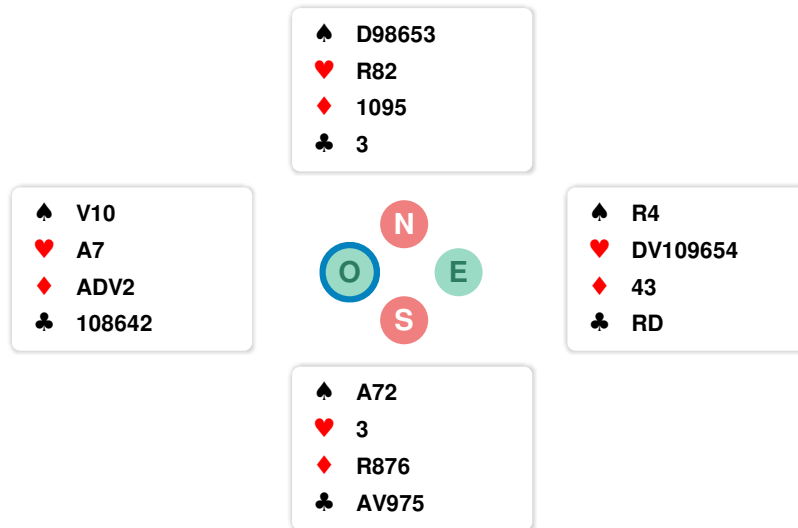 ♠ D98653
♥ R82
♦ 1095
♣ 3
♠ V10
♥ A7
♦ ADV2
♣ 108642
N
O E
S
♠ R4
♥ DV109654
♦ 43
♣ RD
♠ A72
♥ 3
♦ R876
♣ AV975